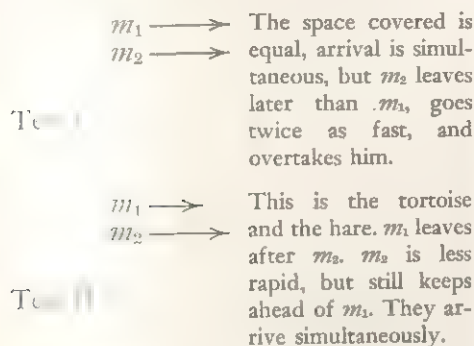 m₁ ⟶ The space covered is
m₂ ⟶ equal, arrival is simul-
taneous, but m₂ leaves
later than .m₁, goes
twice as fast, and
overtakes him.
m₁ ⟶ This is the tortoise
m₂ ⟶ and the hare. m₁ leaves
after m₂. m₂ is less
rapid, but still keeps
ahead of m₁. They ar-
rive simultaneously.